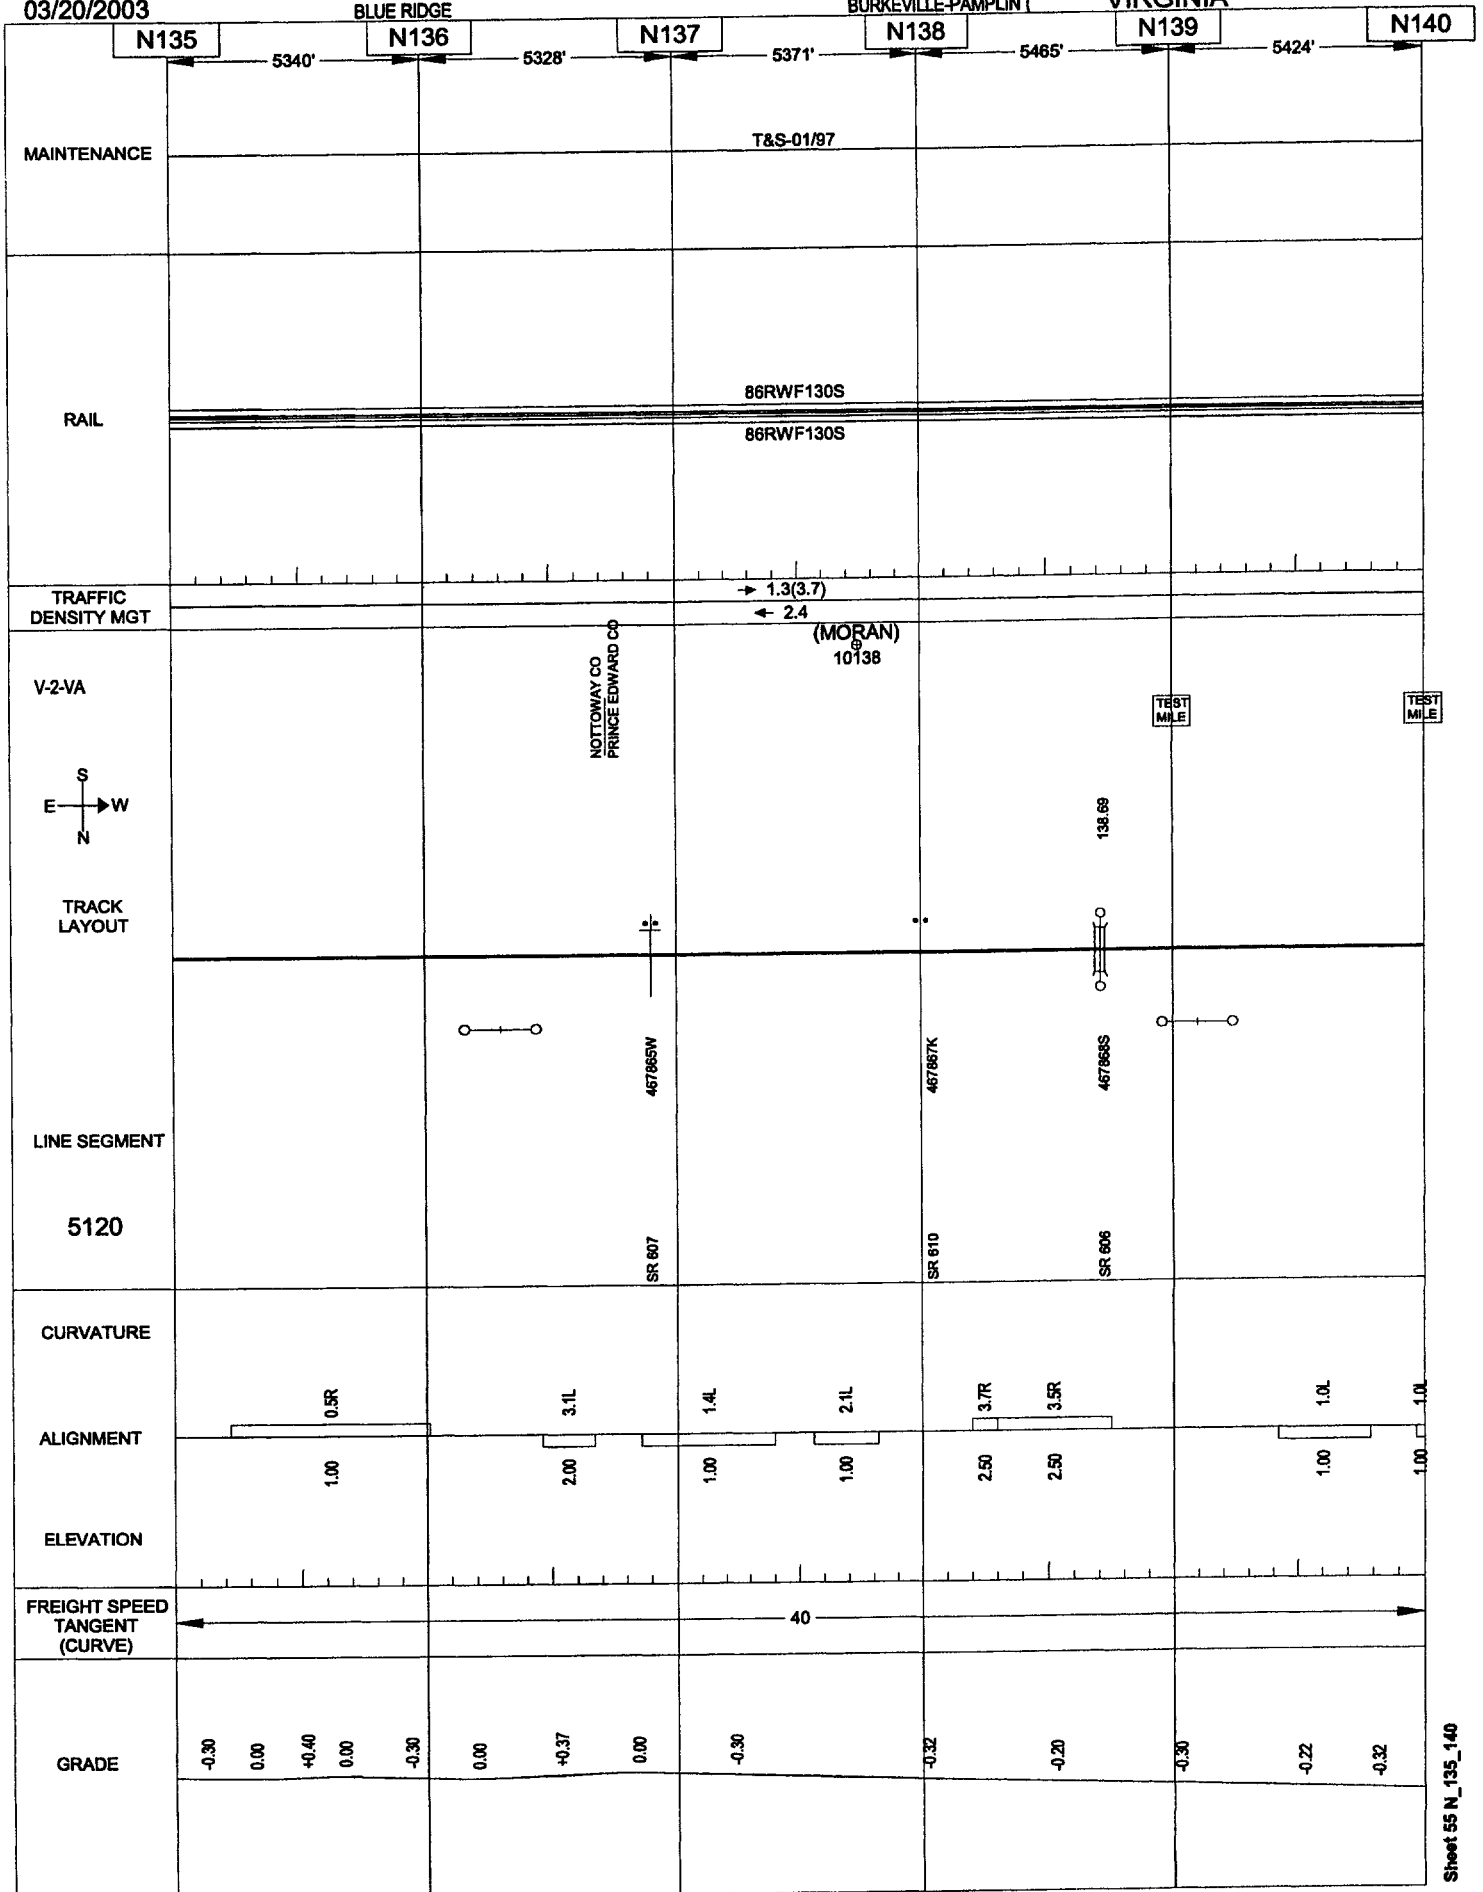 03/20/2003
BLUE RIDGE
BURKEVILLE-PAMPLIN (
VIRGINIA
N135
N136
N137
N138
N139
N140
5340'
5328'
5371'
5465'
5424'
MAINTENANCE
T&S-01/97
RAIL
86RWF130S
86RWF130S
TRAFFIC
DENSITY MGT
1.3(3.7)
2.4
(MORAN)
10138
V-2-VA
NOTTOWAY CO
PRINCE EDWARD CO
TEST
MILE
TEST
MILE
S
E
W
N
138.69
TRACK
LAYOUT
467865W
467867K
467868S
LINE SEGMENT
5120
SR 607
SR 610
SR 606
CURVATURE
0.5R
3.1L
1.4L
2.1L
3.7R
3.5R
1.0L
1.0L
ALIGNMENT
1.00
2.00
1.00
1.00
2.50
2.50
1.00
1.00
ELEVATION
FREIGHT SPEED
TANGENT
(CURVE)
40
GRADE
-0.30
0.00
+0.40
0.00
-0.30
0.00
+0.37
0.00
-0.30
-0.32
-0.20
-0.30
-0.22
-0.32
Sheet 55 N_135_140